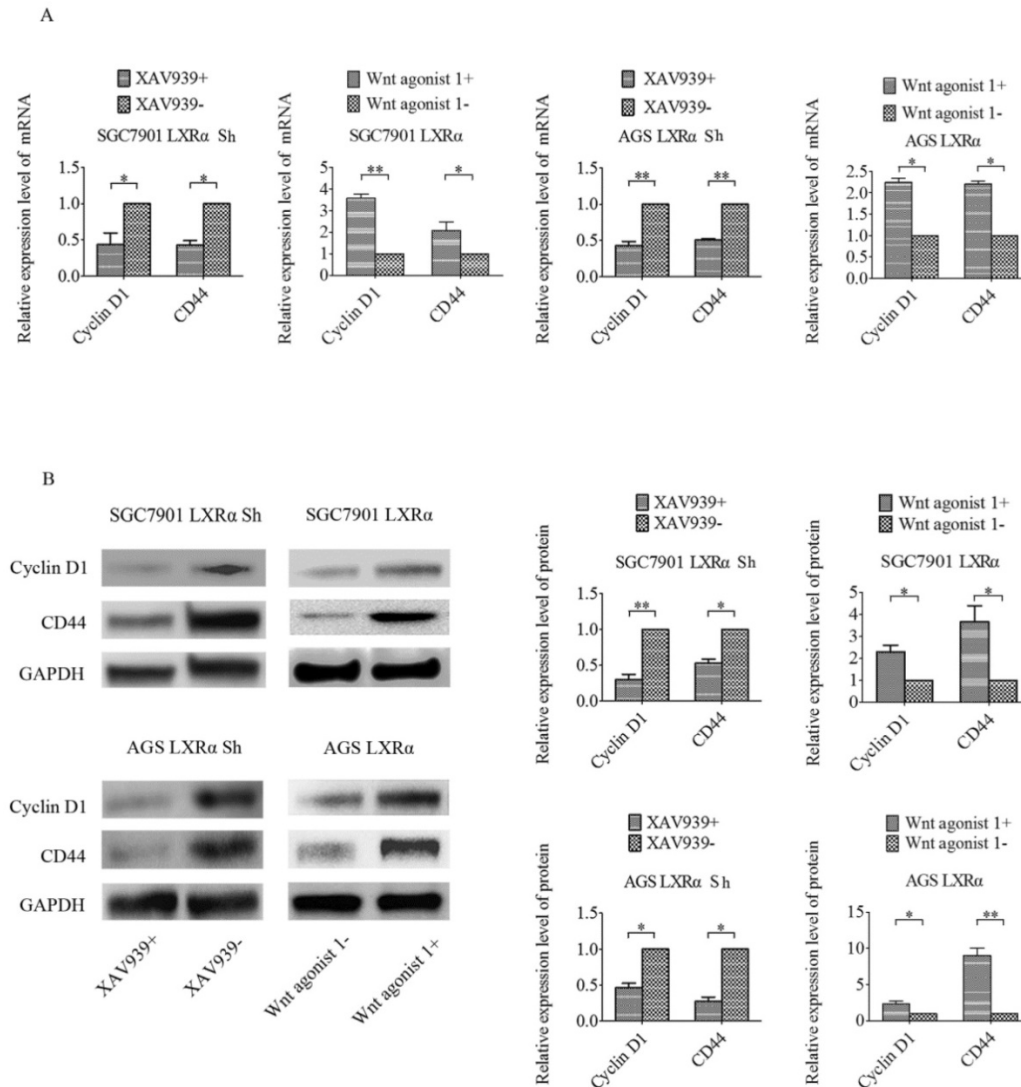 A
XAV939+
XAV939-
SGC7901 LXRα Sh
Relative expression level of mRNA
1.5
1.0
0.5
0.0
*
*
Cyclin D1
CD44
Wnt agonist 1+
Wnt agonist 1-
SGC7901 LXRα
Relative expression level of mRNA
5
4
3
2
1
0
**
*
Cyclin D1
CD44
XAV939+
XAV939-
AGS LXRα Sh
Relative expression level of mRNA
1.5
1.0
0.5
0.0
**
**
Cyclin D1
CD44
Wnt agonist 1+
Wnt agonist 1-
AGS LXRα
Relative expression level of mRNA
2.5
2.0
1.5
1.0
0.5
0.0
*
*
Cyclin D1
CD44
B
SGC7901 LXRα Sh
SGC7901 LXRα
Cyclin D1
CD44
GAPDH
AGS LXRα Sh
AGS LXRα
Cyclin D1
CD44
GAPDH
XAV939+
XAV939-
Wnt agonist 1-
Wnt agonist 1+
XAV939+
XAV939-
SGC7901 LXRα Sh
Relative expression level of protein
1.5
1.0
0.5
0.0
**
*
Cyclin D1
CD44
Wnt agonist 1+
Wnt agonist 1-
SGC7901 LXRα
Relative expression level of protein
5
4
3
2
1
0
*
*
Cyclin D1
CD44
XAV939+
XAV939-
AGS LXRα Sh
Relative expression level of protein
1.5
1.0
0.5
0.0
*
*
Cyclin D1
CD44
Wnt agonist 1+
Wnt agonist 1-
AGS LXRα
Relative expression level of protein
15
10
5
0
*
**
Cyclin D1
CD44